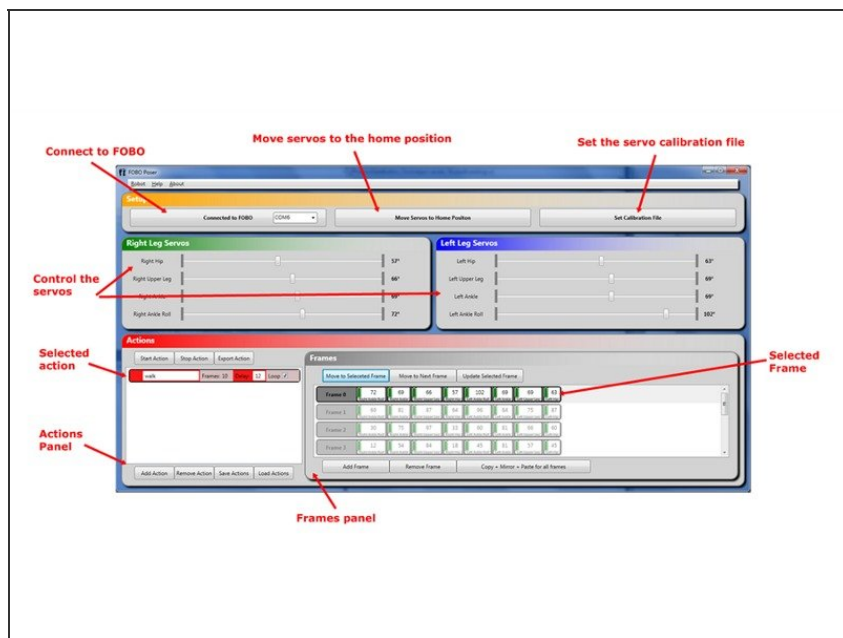 Connect to FOBO
Move servos to the home position
Set the servo calibration file
FOBO Poser
Robot Help About
Setup
Connected to FOBO COM6
Move Servos to Home Positon
Set Calibration File
Right Leg Servos
Right Hip 57°
Right Upper Leg 66°
Right Ankle 69°
Right Ankle Roll 72°
Left Leg Servos
Left Hip 63°
Left Upper Leg 69°
Left Ankle 69°
Left Ankle Roll 102°
Control the
servos
Actions
Start Action Stop Action Export Action
Selected
action
walk Frames: 10 Delay: 12 Loop
Actions
Panel
Add Action Remove Action Save Actions Load Actions
Frames
Move to Selected Frame Move to Next Frame Update Selected Frame
Frame 0 72 69 66 57 102 69 69 63
Frame 1
Frame 2
Frame 3
Add Frame Remove Frame Copy + Mirror + Paste for all frames
Selected
Frame
Frames panel